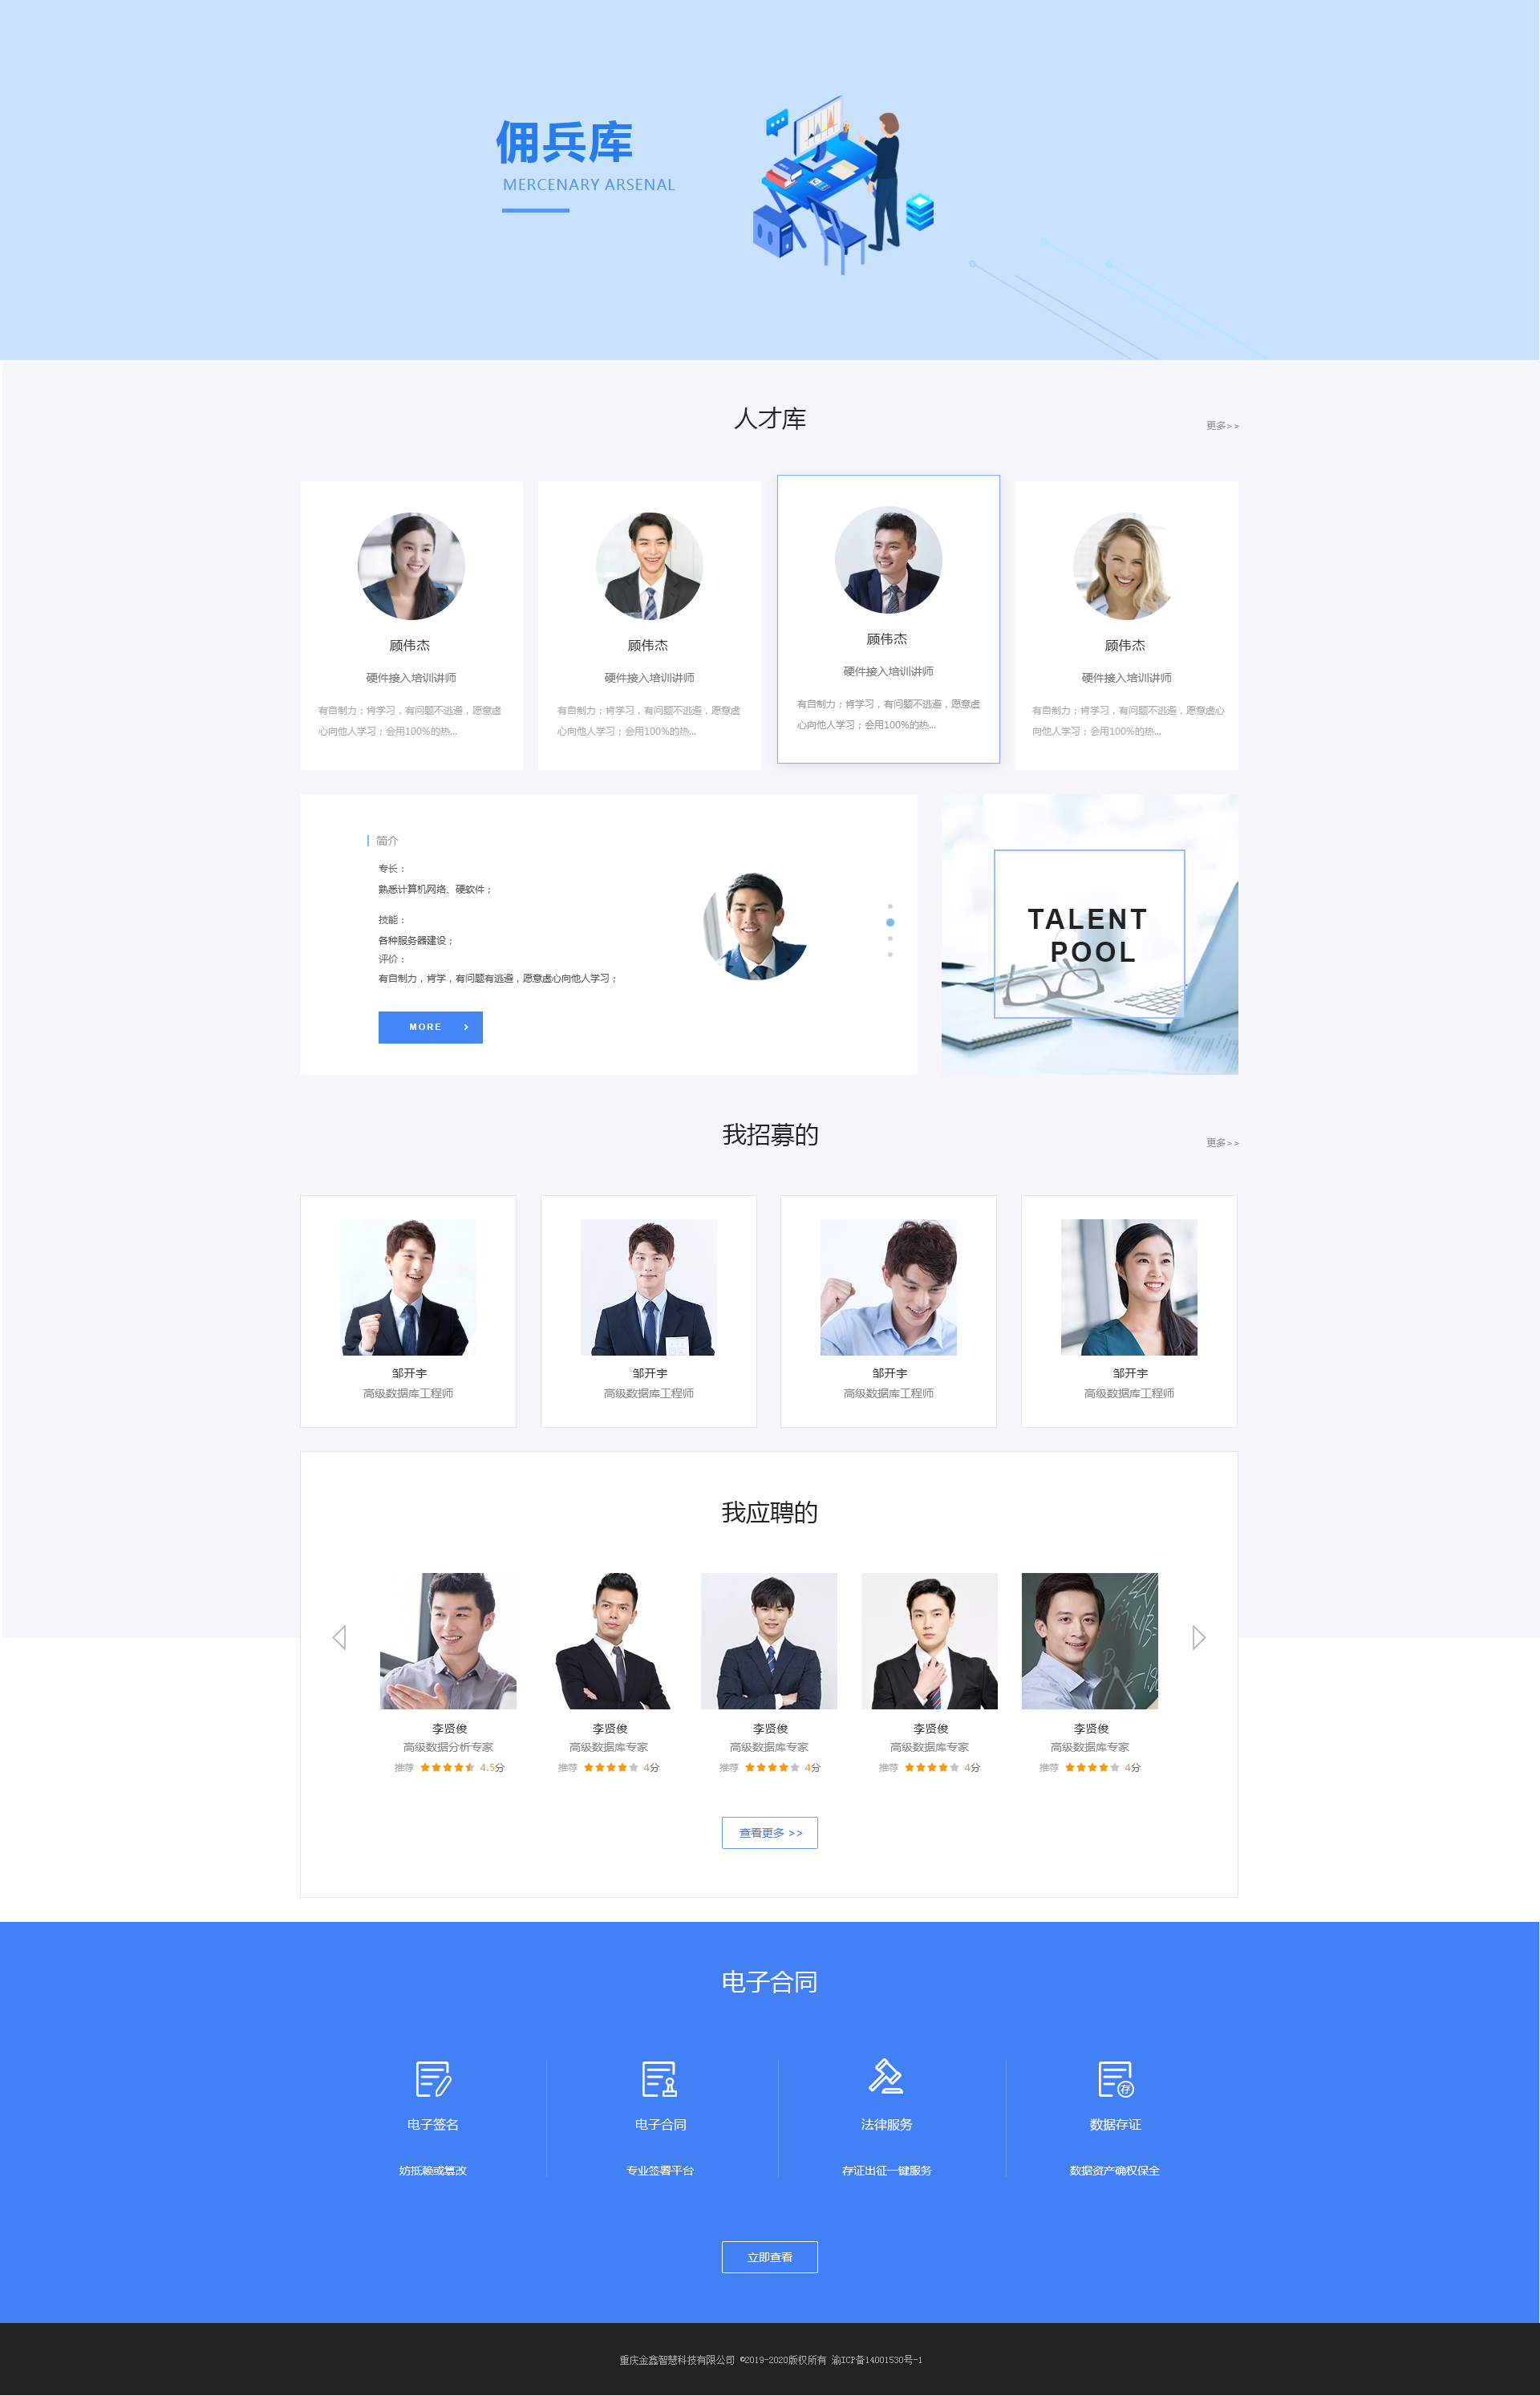 佣兵库
MERCENARY ARSENAL
人才库
更多>>
顾伟杰
硬件接入培训讲师
有自制力；肯学习，有问题不逃避，愿意虚
心向他人学习；会用100%的热...
顾伟杰
硬件接入培训讲师
有自制力；肯学习，有问题不逃避，愿意虚
心向他人学习；会用100%的热...
顾伟杰
硬件接入培训讲师
有自制力；肯学习，有问题不逃避，愿意虚
心向他人学习；会用100%的热...
顾伟杰
硬件接入培训讲师
有自制力；肯学习，有问题不逃避，愿意虚心
向他人学习；会用100%的热...
简介
专长：
熟悉计算机网络、硬软件；
技能：
各种服务器建设；
评价：
有自制力，肯学，有问题有逃避，愿意虚心向他人学习；
MORE
TALENT
POOL
我招募的
更多>>
邹开宇
高级数据库工程师
邹开宇
高级数据库工程师
邹开宇
高级数据库工程师
邹开宇
高级数据库工程师
我应聘的
李贤俊
高级数据分析专家
推荐 4.5分
李贤俊
高级数据库专家
推荐 4分
李贤俊
高级数据库专家
推荐 4分
李贤俊
高级数据库专家
推荐 4分
李贤俊
高级数据库专家
推荐 4分
查看更多 >>
电子合同
电子签名
妨抵赖或篡改
电子合同
专业签署平台
法律服务
存证出征一键服务
存
数据存证
数据资产确权保全
立即查看
重庆金鑫智慧科技有限公司 ©2019-2020版权所有 渝ICP备14001530号-1